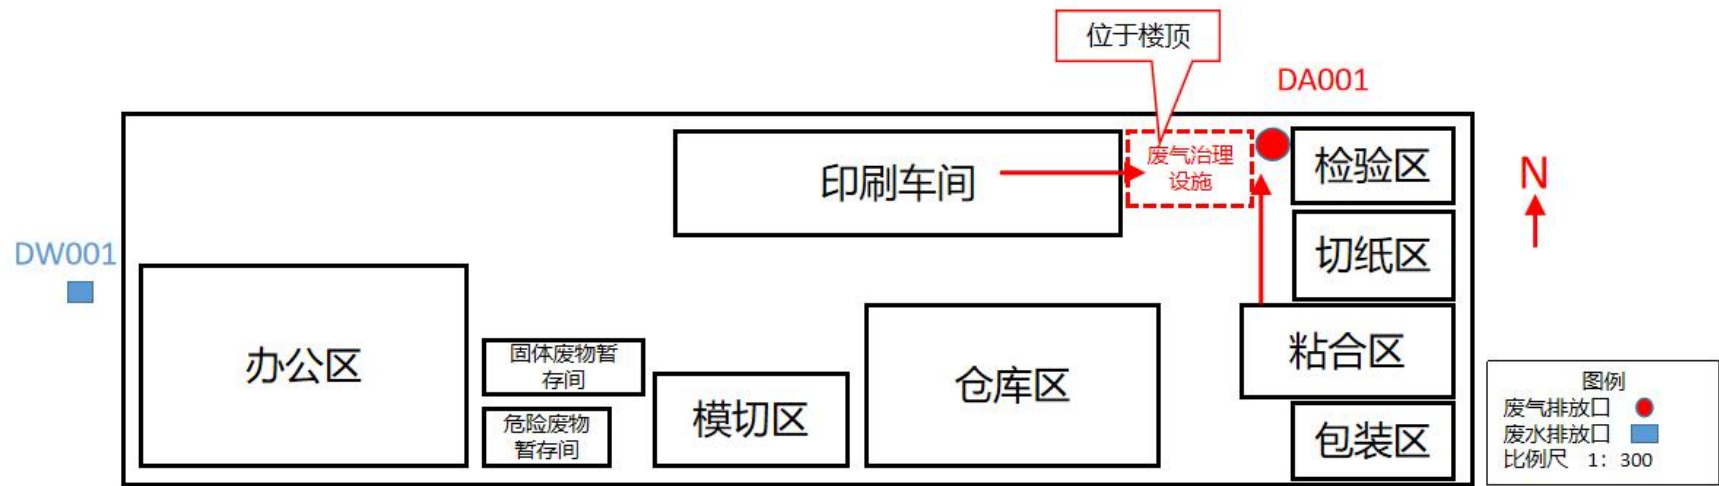 位于楼顶
DA001
印刷车间
废气治理
设施
检验区
N
切纸区
DW001
办公区
固体废物暂
存间
危险废物
暂存间
模切区
仓库区
粘合区
包装区
图例
废气排放口
废水排放口
比例尺 1：300